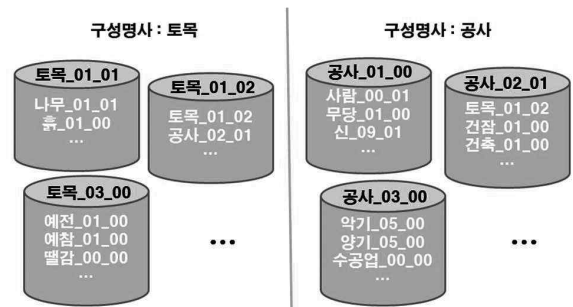 구성명사 : 토목
토목_01_01
나무_01_01
흙_01_00
...
토목_01_02
토목_01_02
공사_02_01
...
토목_03_00
예전_01_00
예참_01_00
땔감_00_00
...
...
구성명사 : 공사
공사_01_00
사람_00_01
무당_01_00
신_09_01
...
공사_02_01
토목_01_02
건잠_01_00
건축_01_00
...
공사_03_00
악기_05_00
양기_05_00
수공업_00_00
...
...